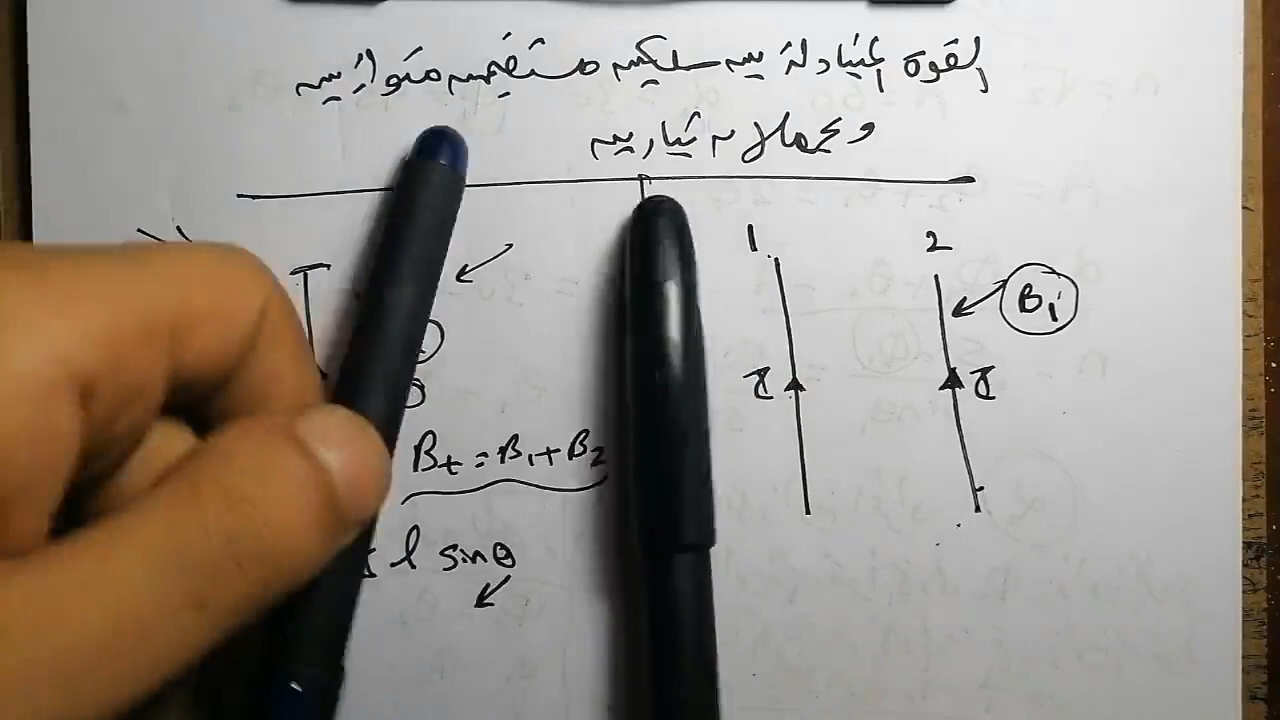 القوة المتبادلة بين سلكين مستقيمين متوازيين
ويحملان تيارين
1 2
B₁
ح ح
Bt = B₁ + B₂
l sinθ